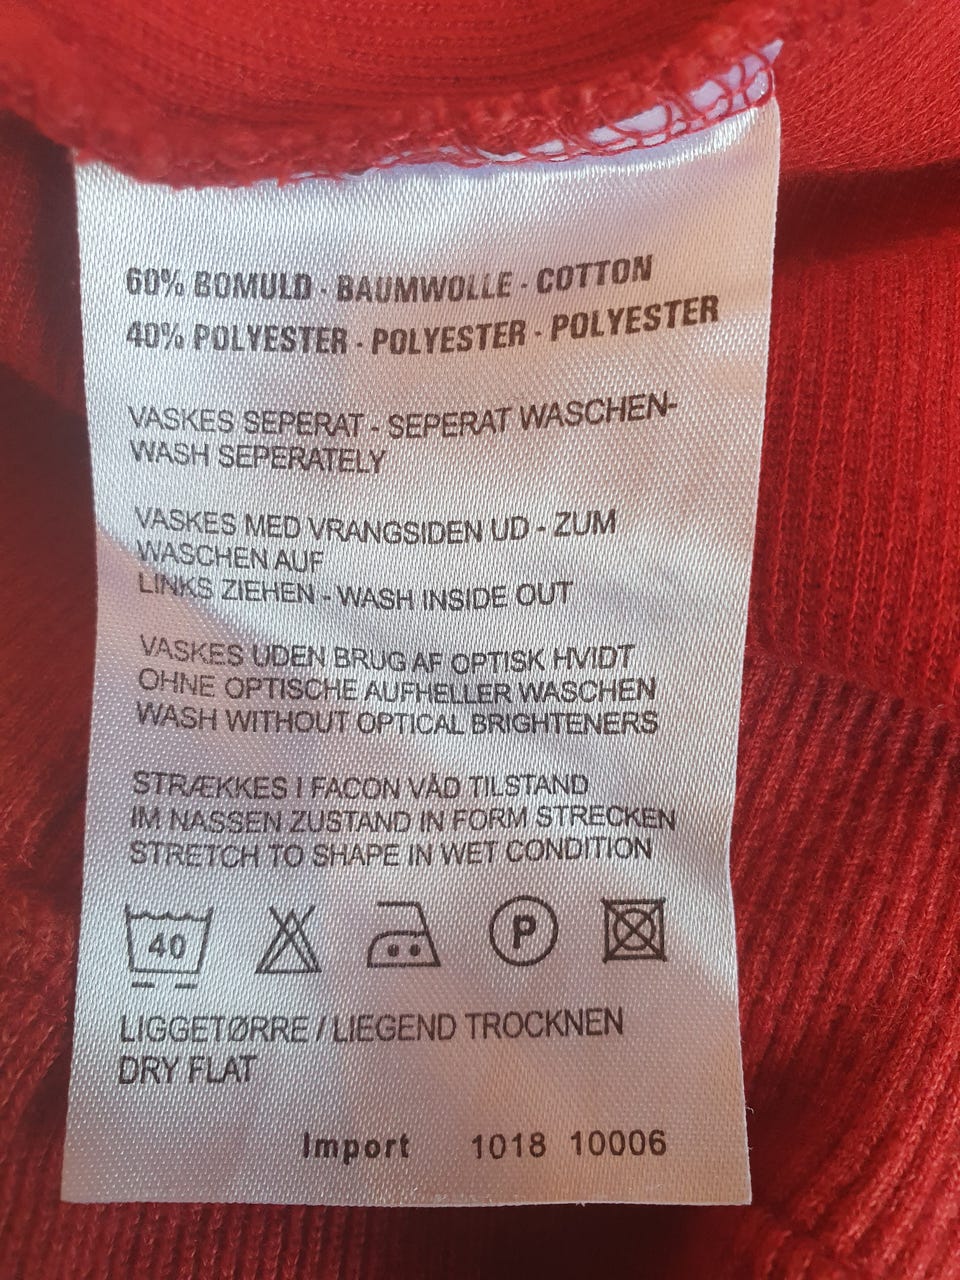 60% BOMULD · BAUMWOLLE · COTTON
40% POLYESTER · POLYESTER · POLYESTER
VASKES SEPERAT - SEPERAT WASCHEN-
WASH SEPERATELY
VASKES MED VRANGSIDEN UD - ZUM
WASCHEN AUF
LINKS ZIEHEN - WASH INSIDE OUT
VASKES UDEN BRUG AF OPTISK HVIDT
OHNE OPTISCHE AUFHELLER WASCHEN
WASH WITHOUT OPTICAL BRIGHTENERS
STRÆKKES I FACON VÅD TILSTAND
IM NASSEN ZUSTAND IN FORM STRECKEN
STRETCH TO SHAPE IN WET CONDITION
40 P
LIGGETØRRE / LIEGEND TROCKNEN
DRY FLAT
Import 1018 10006